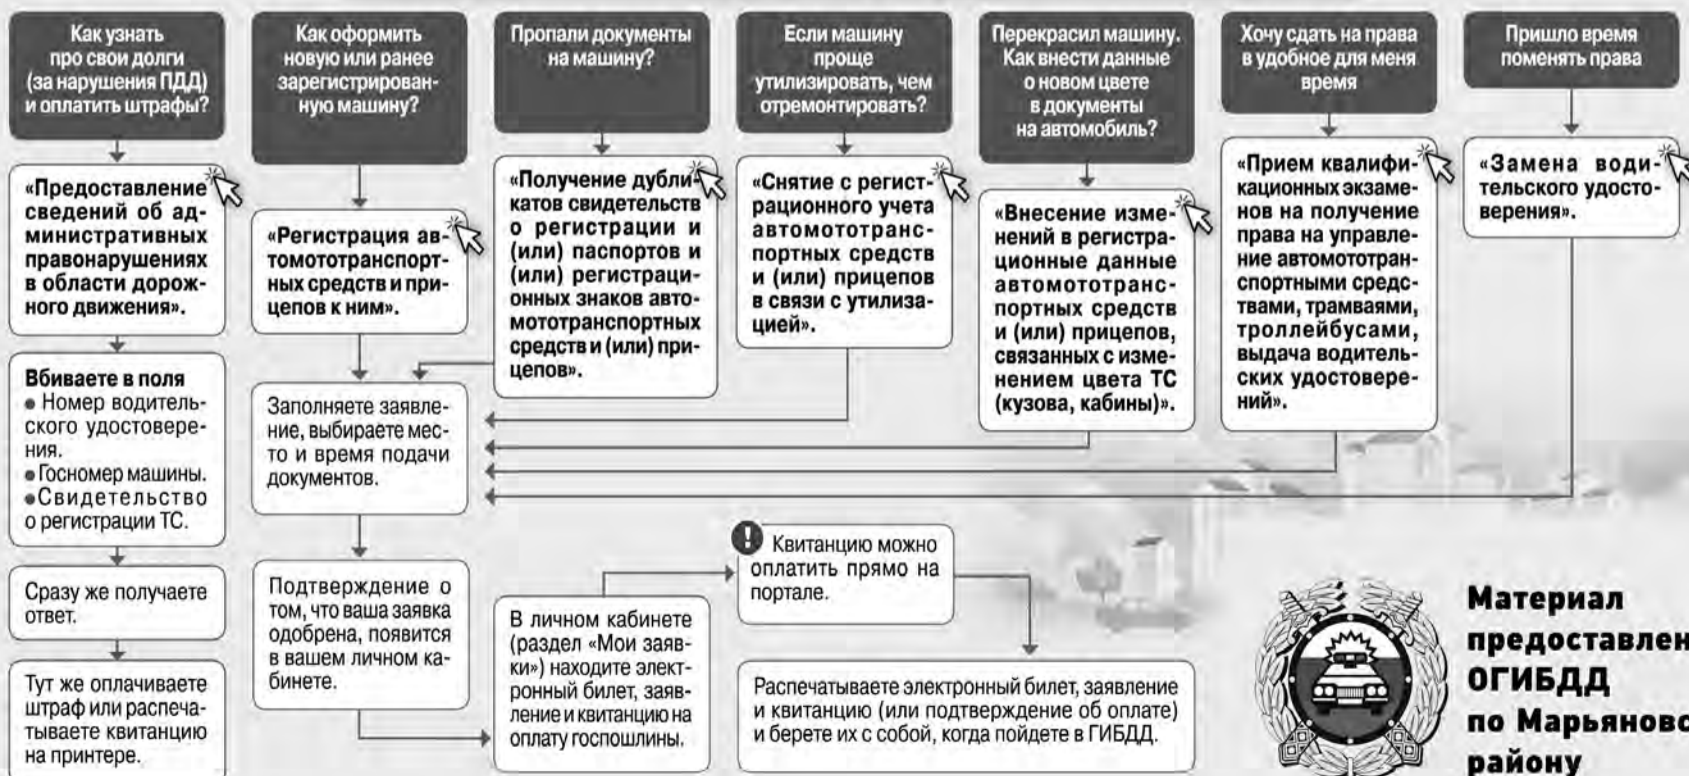 Как узнать
про свои долги
(за нарушения ПДД)
и оплатить штрафы?
«Предоставление
сведений об ад-
министративных
правонарушениях
в области дорож-
ного движения».
Вбиваете в поля
● Номер водитель-
ского удостовере-
ния.
● Госномер машины.
●Свидетельство
о регистрации ТС.
Сразу же получаете
ответ.
Тут же оплачиваете
штраф или распеча-
тываете квитанцию
на принтере.
Как оформить
новую или ранее
зарегистрирован-
ную машину?
«Регистрация ав-
томототранспорт-
ных средств и при-
цепов к ним».
Заполняете заявле-
ние, выбираете мес-
то и время подачи
документов.
Подтверждение о
том, что ваша заявка
одобрена, появится
в вашем личном ка-
бинете.
Пропали документы
на машину?
«Получение дубли-
катов свидетельств
о регистрации и
(или) паспортов и
(или) регистраци-
онных знаков авто-
мототранспортных
средств и (или) при-
цепов».
В личном кабинете
(раздел «Мои заяв-
ки») находите элект-
ронный билет, заяв-
ление и квитанцию на
оплату госпошлины.
Если машину
проще
утилизировать, чем
отремонтировать?
«Снятие с регист-
рационного учета
автомототранс-
портных средств
и (или) прицепов
в связи с утилиза-
цией».
! Квитанцию можно
оплатить прямо на
портале.
Распечатываете электронный билет, заявление
и квитанцию (или подтверждение об оплате)
и берете их с собой, когда пойдете в ГИБДД.
Перекрасил машину.
Как внести данные
о новом цвете
в документы
на автомобиль?
«Внесение изме-
нений в регистра-
ционные данные
автомототранс-
портных средств
и (или) прицепов,
связанных с изме-
нением цвета ТС
(кузова, кабины)».
Хочу сдать на права
в удобное для меня
время
«Прием квалифи-
кационных экзаме-
нов на получение
права на управле-
ние автомототран-
спортными средс-
твами, трамваями,
троллейбусами,
выдача водитель-
ских удостовере-
ний».
Пришло время
поменять права
«Замена води-
тельского удосто-
верения».
Материал
предоставлен
ОГИБДД
по Марьяновс
району